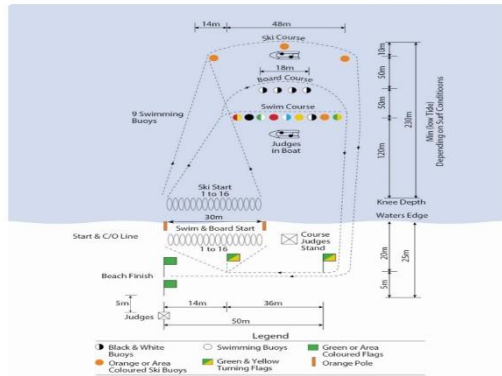 14m
48m
Ski Course
18m
Board Course
10m
50m
50m
120m
230m
Min (low Tide)
Depending on Surf Conditioons
9 Swimming
Buoys
Swim Course
Judges
in Boat
Ski Start
1 to 16
Knee Depth
30m
Waters Edge
Start & C/O Line
Swim & Board Start
1 to 16
Course
Judges
Stand
20m
25m
Beach Finish
5m
5m
14m
36m
Judges
50m
Legend
Black & White
Buoys
Swimming Buoys
Green or Area
Coloured Flags
Orange or Area
Coloured Ski Buoys
Green & Yellow
Turning Flags
Orange Pole